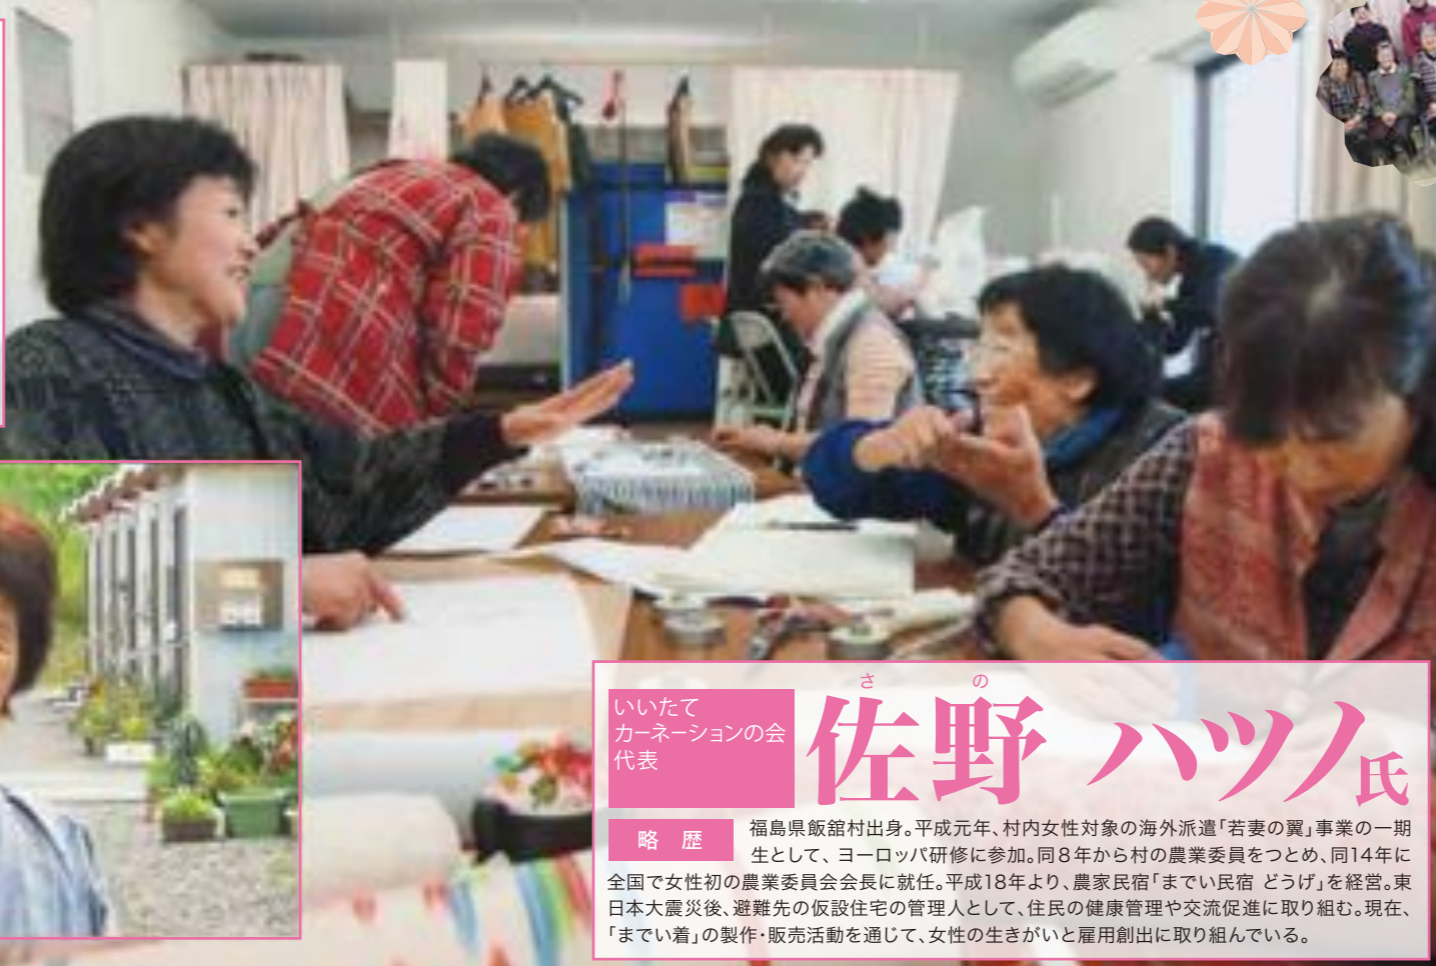 いいたて
カーネーションの会
代表
さ の
佐野 ハツノ氏
略 歴
福島県飯舘村出身。平成元年、村内女性対象の海外派遣「若妻の翼」事業の一期
生として、ヨーロッパ研修に参加。同8年から村の農業委員をつとめ、同14年に
全国で女性初の農業委員会会長に就任。平成18年より、農家民宿「までい民宿 どうげ」を経営。東
日本大震災後、避難先の仮設住宅の管理人として、住民の健康管理や交流促進に取り組む。現在、
「までい着」の製作・販売活動を通じて、女性の生きがいと雇用創出に取り組んでいる。